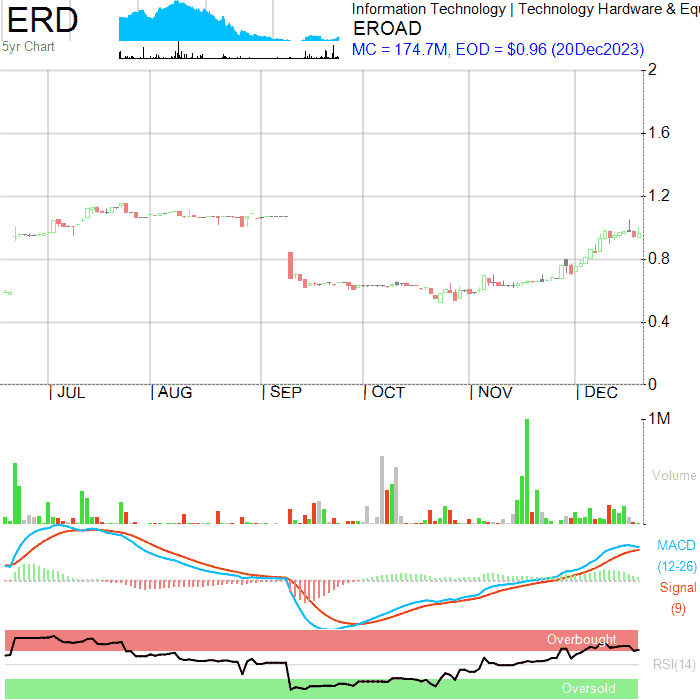 ERD
5yr Chart
Information Technology | Technology Hardware & Equ
EROAD
MC = 174.7M, EOD = $0.96 (20Dec2023)
2
1.6
1.2
0.8
0.4
0
| JUL | AUG | SEP | OCT | NOV | DEC
1M
Volume
MACD
(12-26)
Signal
(9)
Overbought
RSI(14)
Oversold